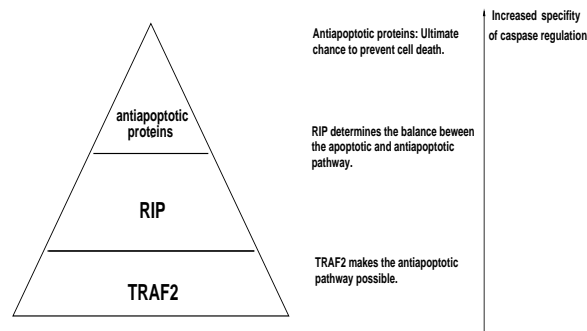 antiapoptotic
proteins
RIP
TRAF2
Antiapoptotic proteins: Ultimate
chance to prevent cell death.
RIP determines the balance beween
the apoptotic and antiapoptotic
pathway.
TRAF2 makes the antiapoptotic
pathway possible.
Increased specifity
of caspase regulation